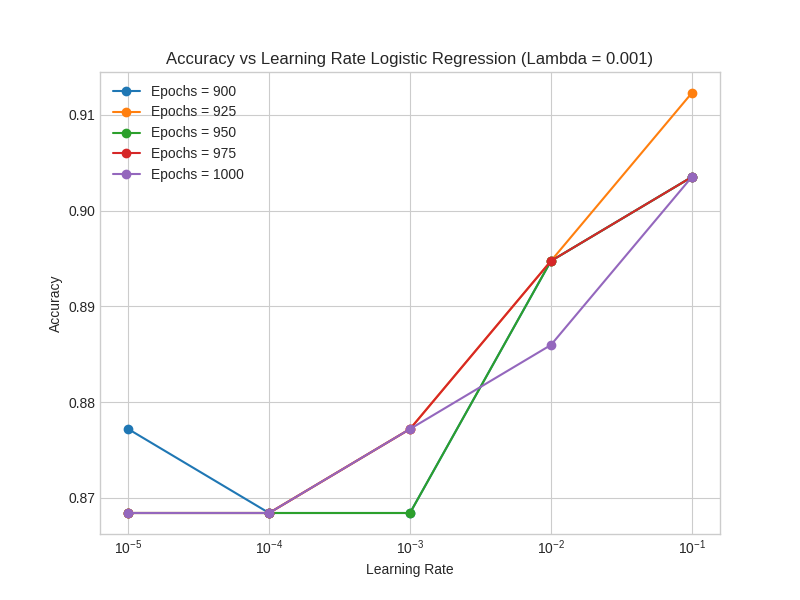 Accuracy vs Learning Rate Logistic Regression (Lambda = 0.001)
Epochs = 900
Epochs = 925
Epochs = 950
Epochs = 975
Epochs = 1000
0.91
0.90
0.89
0.88
0.87
Accuracy
10⁻⁵ 10⁻⁴ 10⁻³ 10⁻² 10⁻¹
Learning Rate